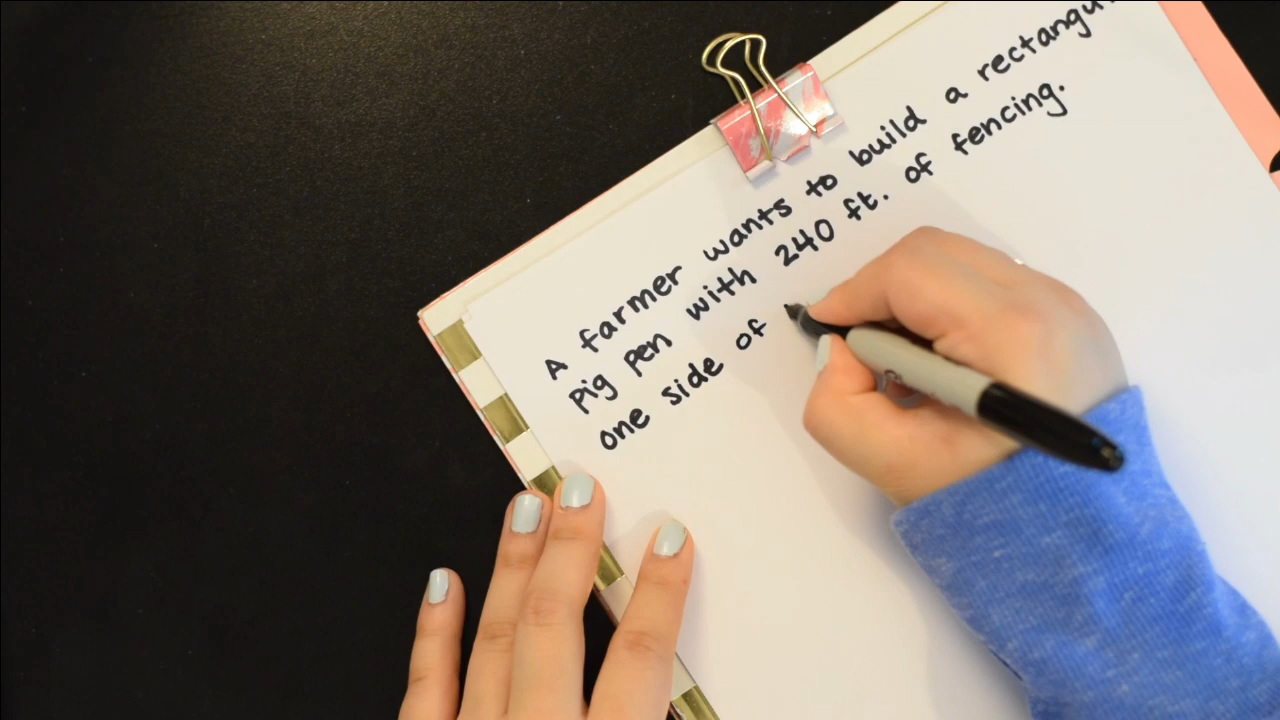 A farmer wants to build a rectangu
pig pen with 240 ft. of fencing.
one side of